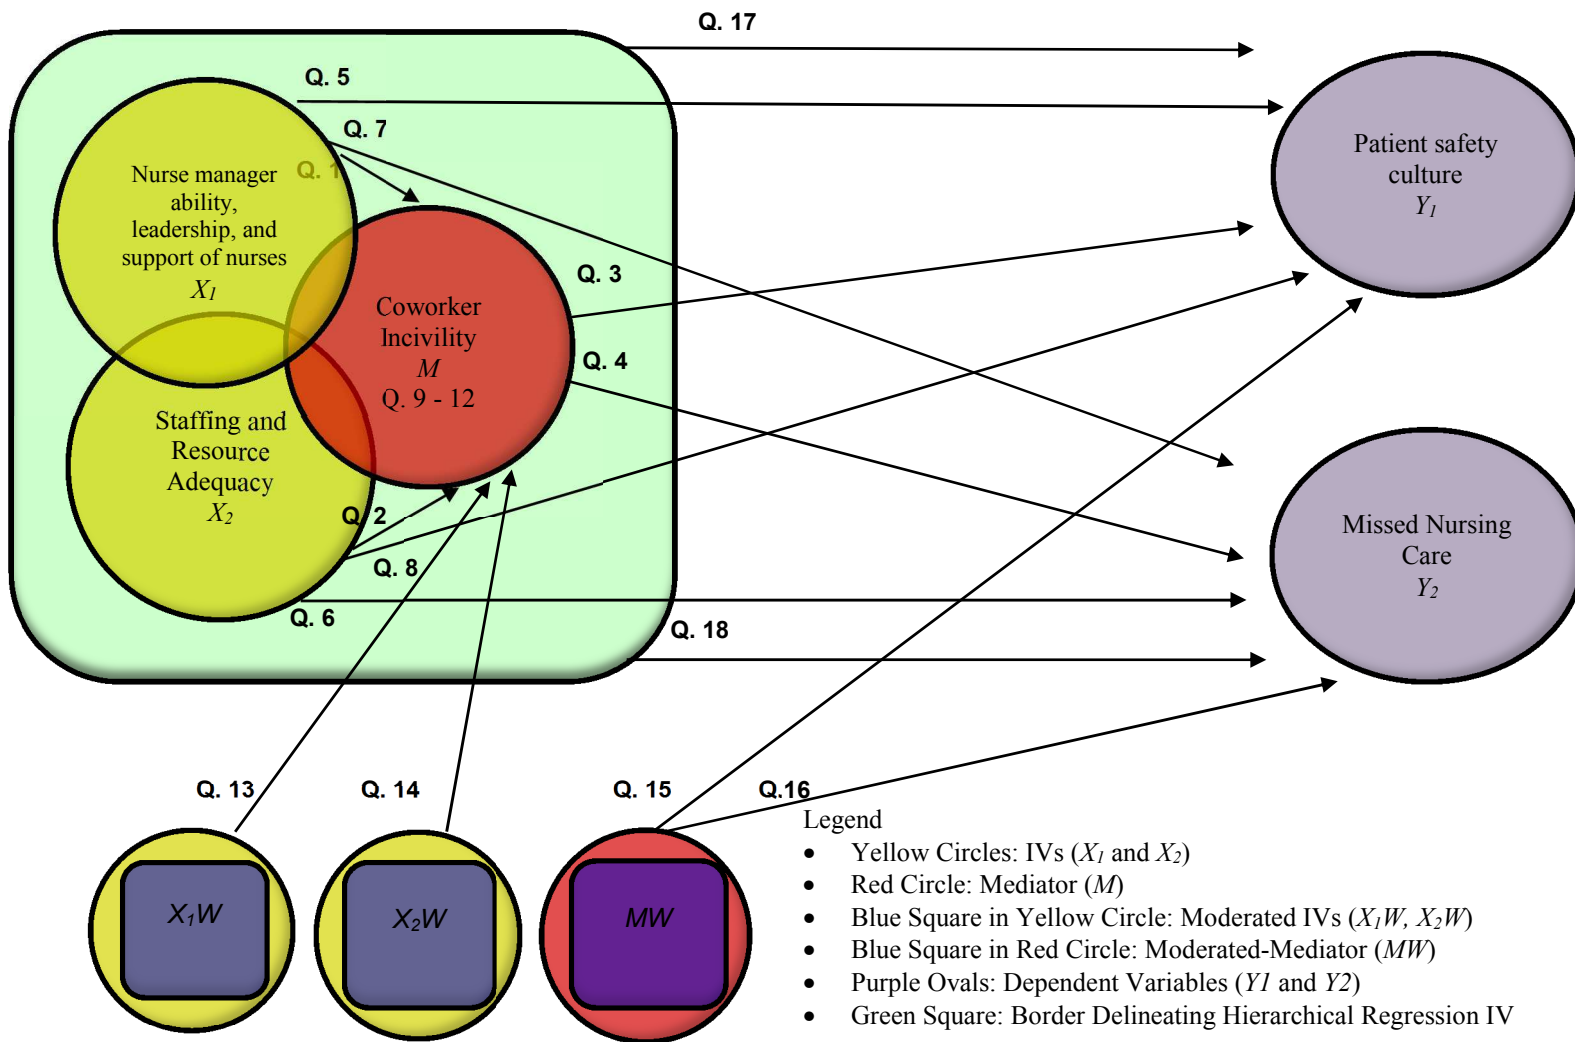 Q. 17
Q. 5
Q. 7
Q. 1
Nurse manager
ability,
leadership, and
support of nurses
X1
Patient safety
culture
Y1
Q. 3
Coworker
Incivility
M
Q. 9 - 12
Q. 4
Staffing and
Resource
Adequacy
X2
Q. 2
Q. 8
Q. 6
Q. 18
Missed Nursing
Care
Y2
Q. 13
Q. 14
Q. 15
Q.16
X1W
X2W
MW
Legend
• Yellow Circles: IVs (X1 and X2)
• Red Circle: Mediator (M)
• Blue Square in Yellow Circle: Moderated IVs (X1W, X2W)
• Blue Square in Red Circle: Moderated-Mediator (MW)
• Purple Ovals: Dependent Variables (Y1 and Y2)
• Green Square: Border Delineating Hierarchical Regression IV